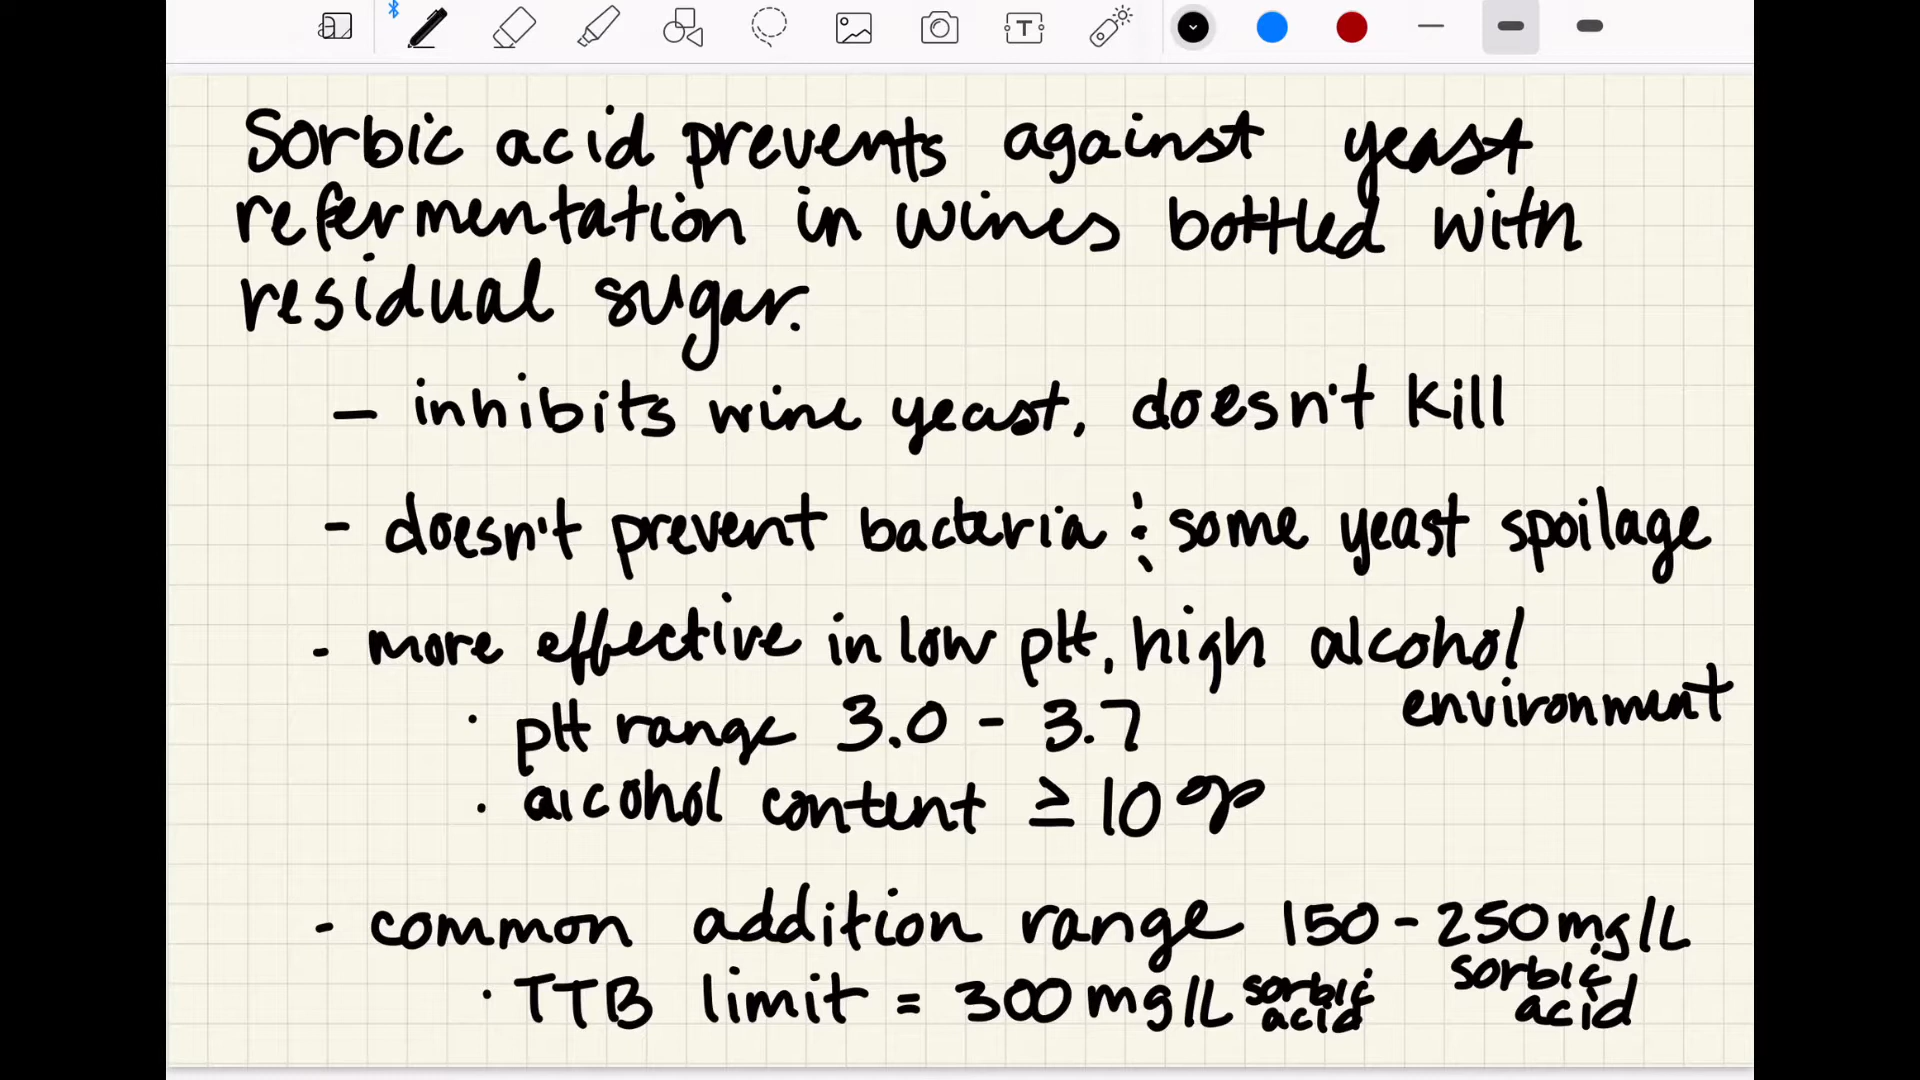 Sorbic acid prevents against yeast
refermentation in wines bottled with
residual sugar.
- inhibits wine yeast, doesn't kill
- doesn't prevent bacteria & some yeast spoilage
- more effective in low pH, high alcohol
environment
· pH range 3.0 - 3.7
· alcohol content ≥ 10 %
- common addition range 150 - 250 mg/L
sorbic
acid
· TTB limit = 300 mg/L sorbic
acid